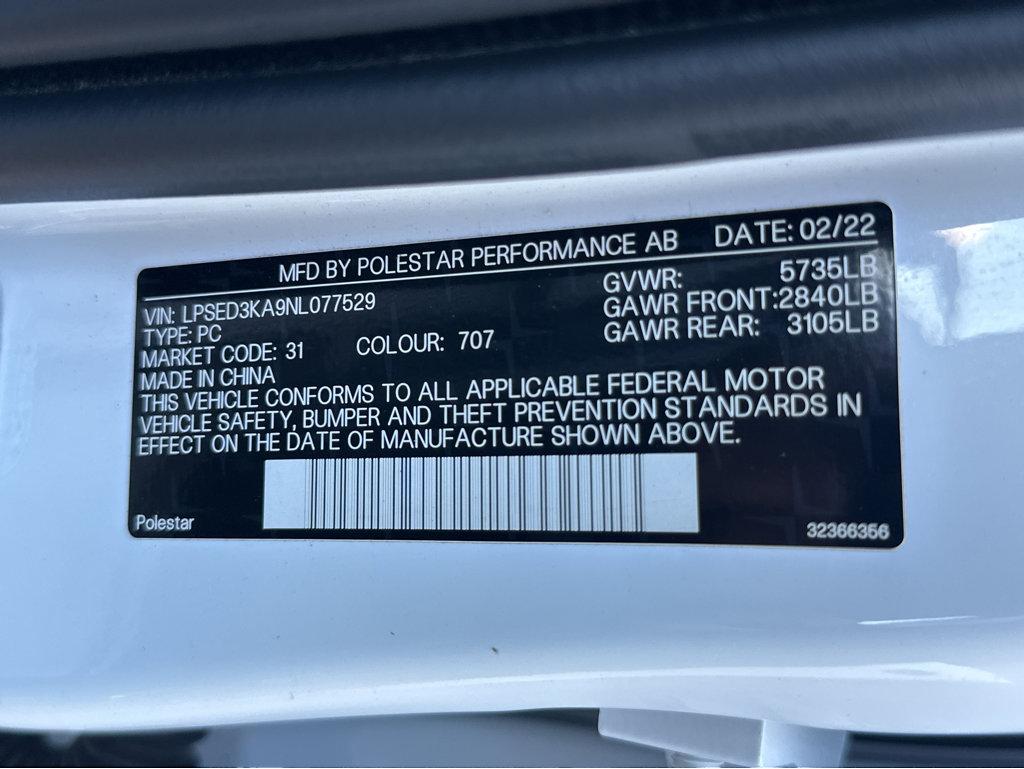 MFD BY POLESTAR PERFORMANCE AB DATE: 02/22
VIN: LPSED3KA9NL077529 GVWR: 5735LB
TYPE: PC GAWR FRONT:2840LB
MARKET CODE: 31 COLOUR: 707 GAWR REAR: 3105LB
MADE IN CHINA
THIS VEHICLE CONFORMS TO ALL APPLICABLE FEDERAL MOTOR
VEHICLE SAFETY, BUMPER AND THEFT PREVENTION STANDARDS IN
EFFECT ON THE DATE OF MANUFACTURE SHOWN ABOVE.
Polestar 32366356